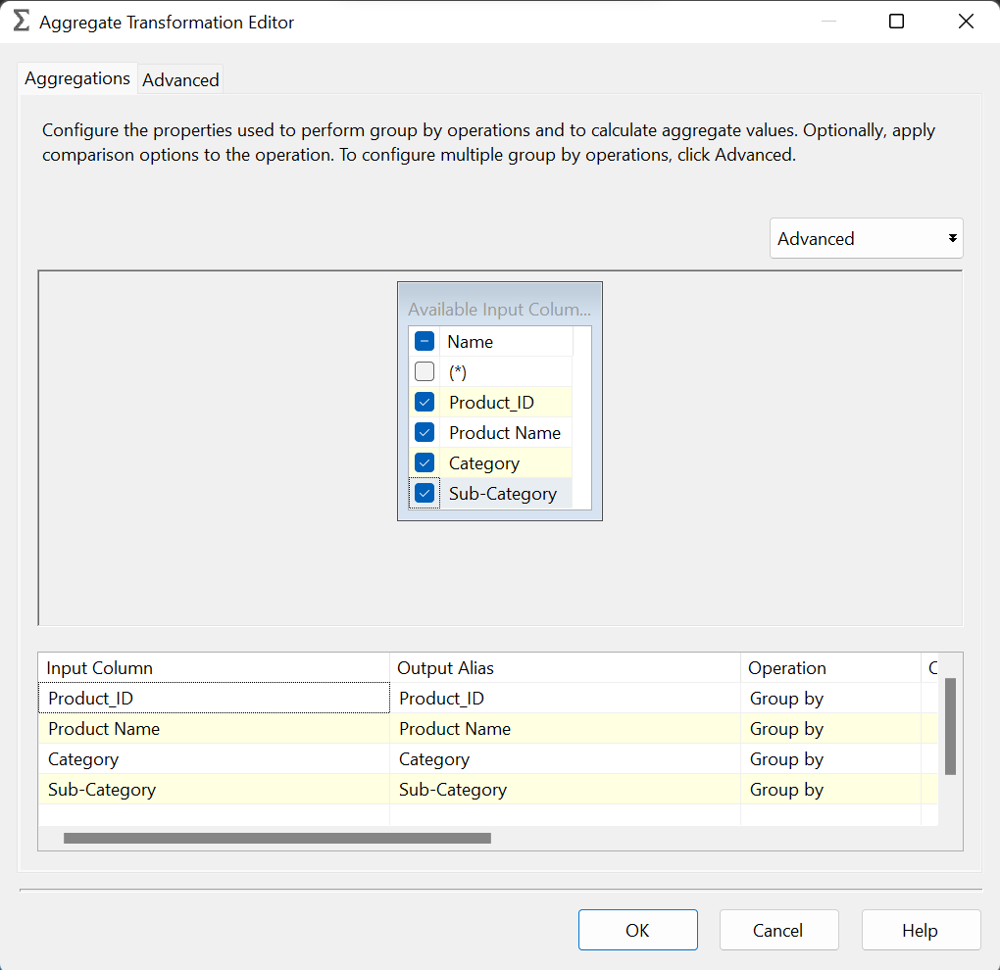 Aggregate Transformation Editor
Aggregations Advanced
Configure the properties used to perform group by operations and to calculate aggregate values. Optionally, apply
comparison options to the operation. To configure multiple group by operations, click Advanced.
Advanced
Available Input Colum...
Name
(*)
Product_ID
Product Name
Category
Sub-Category
Input Column Output Alias Operation C
Product_ID Product_ID Group by
Product Name Product Name Group by
Category Category Group by
Sub-Category Sub-Category Group by
OK Cancel Help